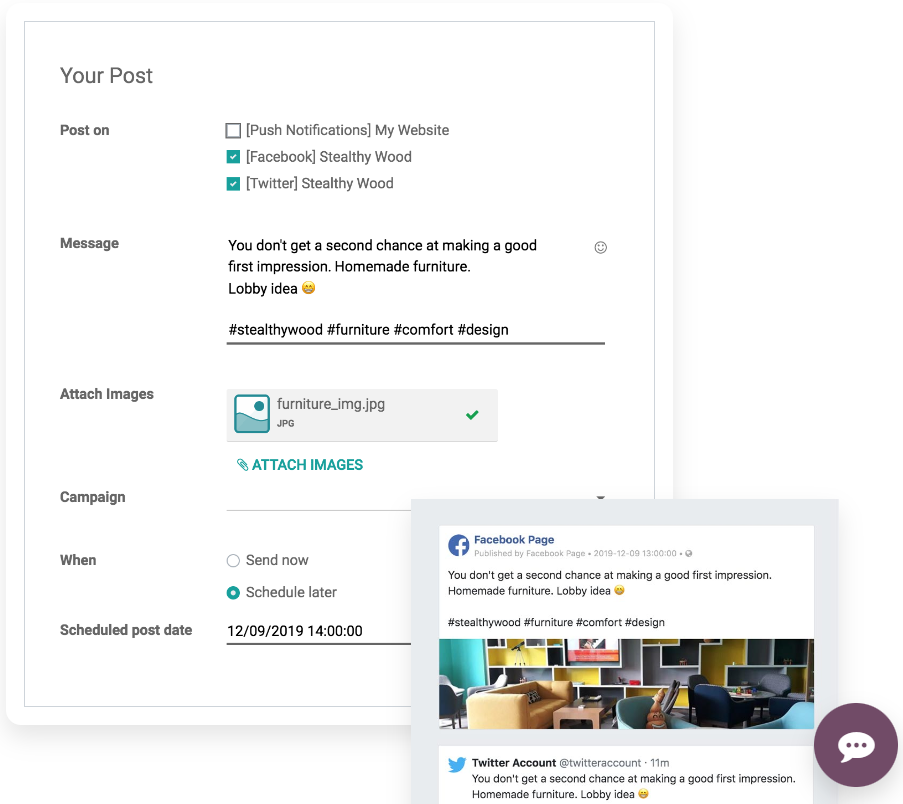 Your Post
Post on
[Push Notifications] My Website
[Facebook] Stealthy Wood
[Twitter] Stealthy Wood
Message
You don't get a second chance at making a good
first impression. Homemade furniture.
Lobby idea 😁
#stealthywood #furniture #comfort #design
Attach Images
furniture_img.jpg
JPG
ATTACH IMAGES
Campaign
When
Send now
Schedule later
Scheduled post date
12/09/2019 14:00:00
Facebook Page
Published by Facebook Page • 2019-12-09 13:00:00 •
You don't get a second chance at making a good first impression.
Homemade furniture. Lobby idea 😁
#stealthywood #furniture #comfort #design
Twitter Account @twitteraccount · 11m
You don't get a second chance at making a good first impression.
Homemade furniture. Lobby idea 😁